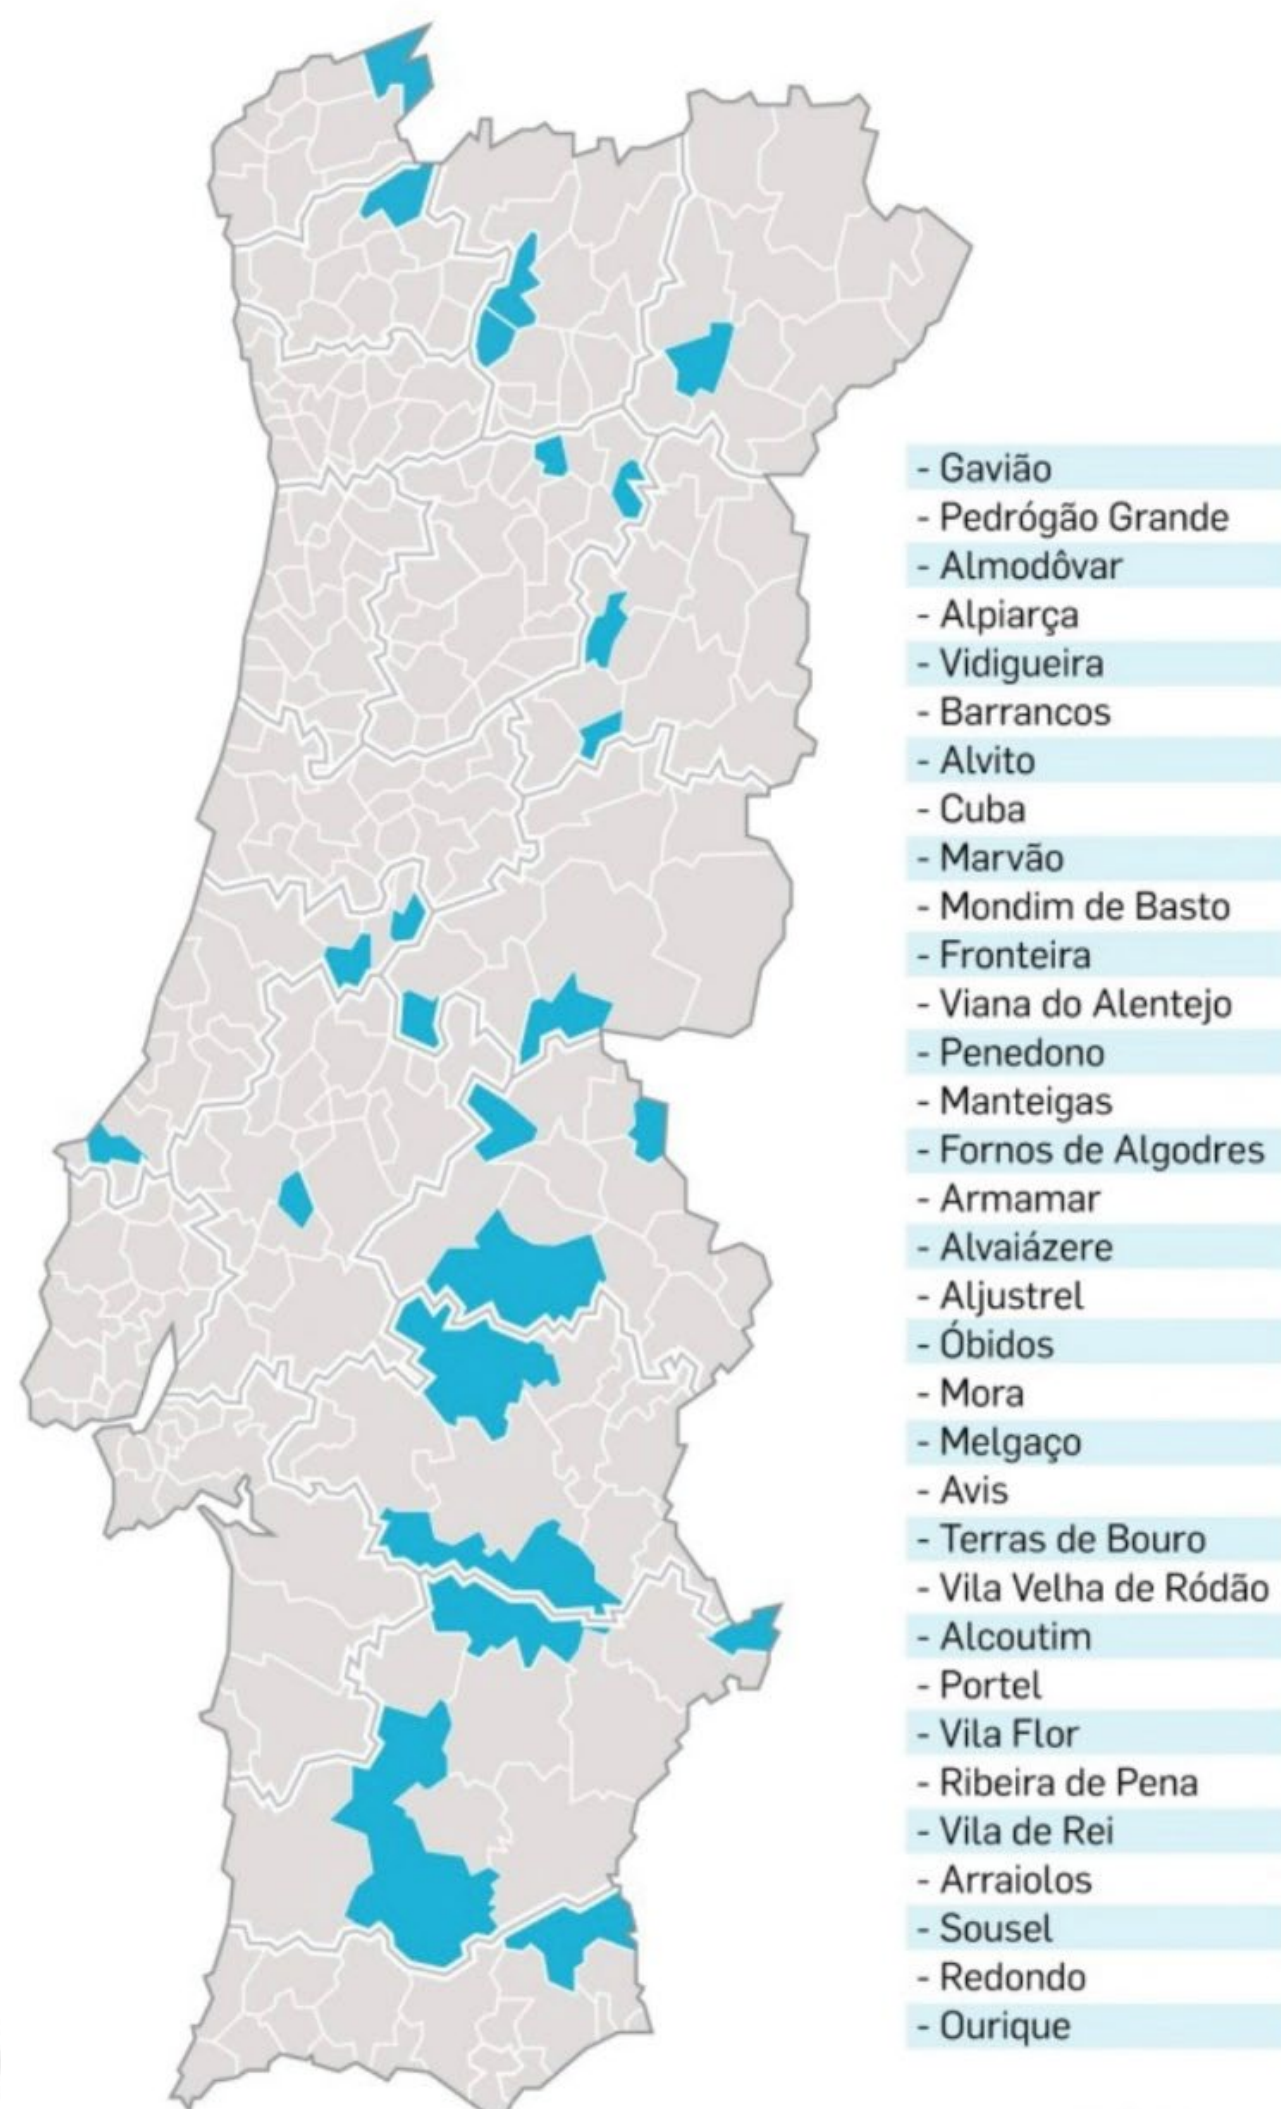 - Gavião
- Pedrógão Grande
- Almodôvar
- Alpiarça
- Vidigueira
- Barrancos
- Alvito
- Cuba
- Marvão
- Mondim de Basto
- Fronteira
- Viana do Alentejo
- Penedono
- Manteigas
- Fornos de Algodres
- Armamar
- Alvaiázere
- Aljustrel
- Óbidos
- Mora
- Melgaço
- Avis
- Terras de Bouro
- Vila Velha de Ródão
- Alcoutim
- Portel
- Vila Flor
- Ribeira de Pena
- Vila de Rei
- Arraiolos
- Sousel
- Redondo
- Ourique